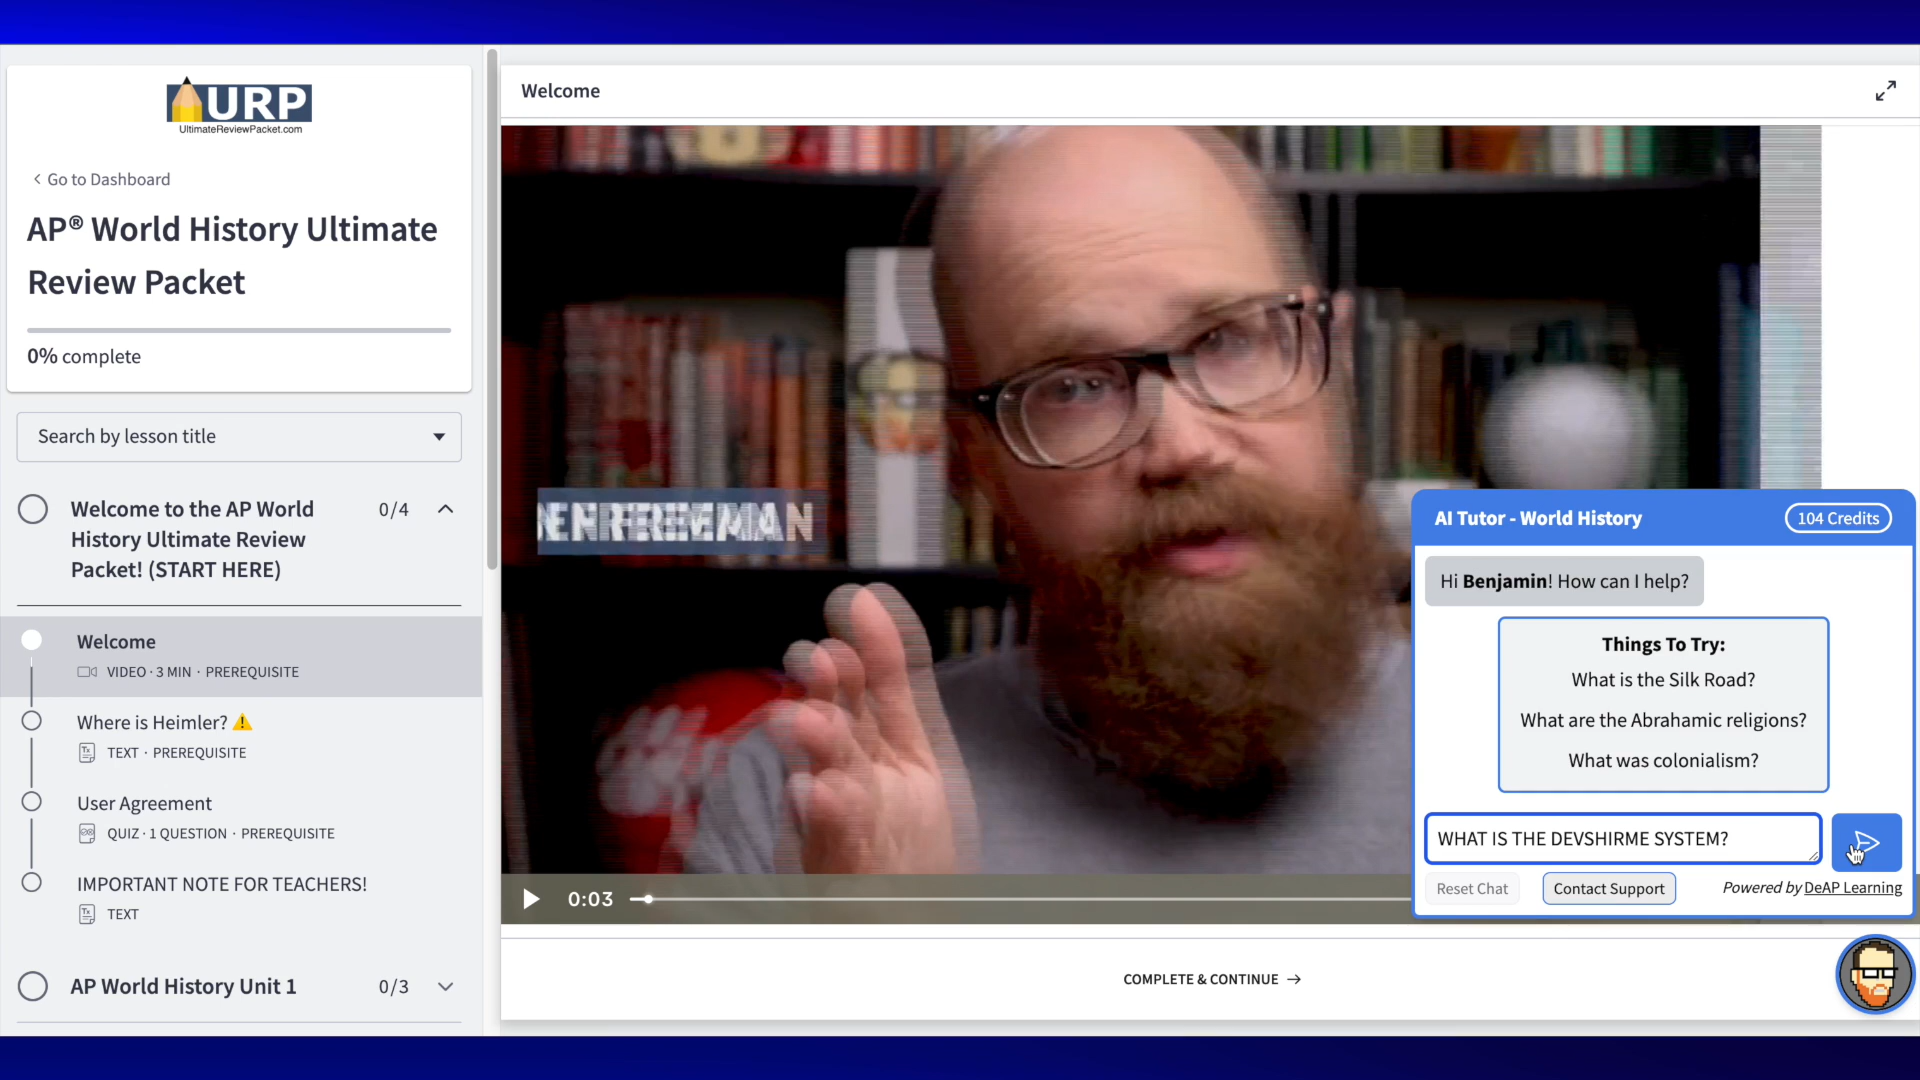 URP
UltimateReviewPacket.com
Go to Dashboard
AP® World History Ultimate
Review Packet
0% complete
Search by lesson title
Welcome to the AP World
History Ultimate Review
Packet! (START HERE)
0/4
Welcome
VIDEO · 3 MIN · PREREQUISITE
Where is Heimler?
TEXT · PREREQUISITE
User Agreement
QUIZ · 1 QUESTION · PREREQUISITE
IMPORTANT NOTE FOR TEACHERS!
TEXT
AP World History Unit 1
0/3
Welcome
0:03
AI Tutor - World History
104 Credits
Hi Benjamin! How can I help?
Things To Try:
What is the Silk Road?
What are the Abrahamic religions?
What was colonialism?
WHAT IS THE DEVSHIRME SYSTEM?
Reset Chat
Contact Support
Powered by DeAP Learning
COMPLETE & CONTINUE